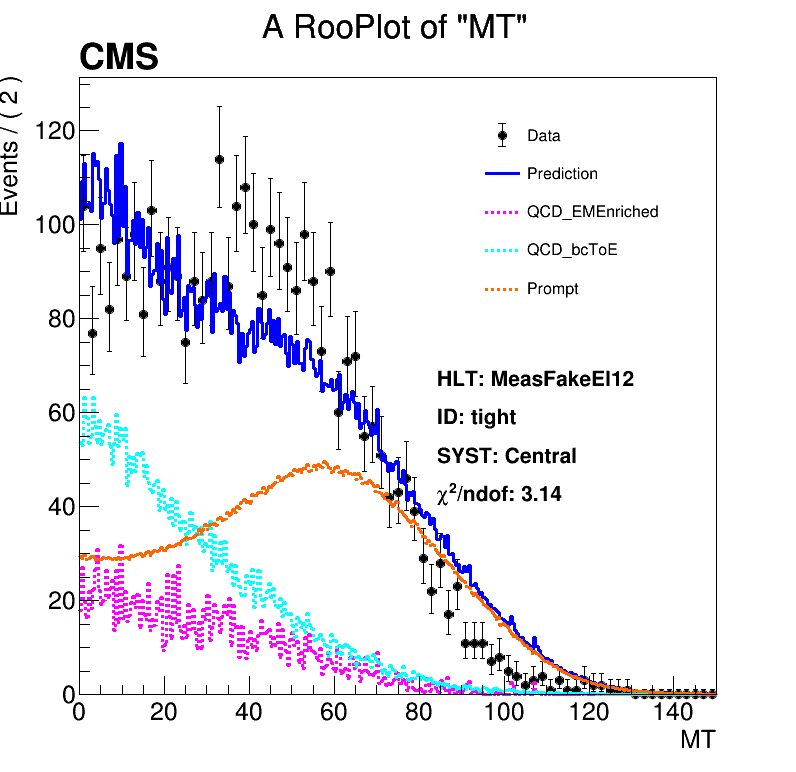 A RooPlot of "MT"
CMS
Events / ( 2 )
120
100
80
60
40
20
0
Data
Prediction
QCD_EMEnriched
QCD_bcToE
Prompt
HLT: MeasFakeEl12
ID: tight
SYST: Central
χ²/ndof: 3.14
0 20 40 60 80 100 120 140
MT